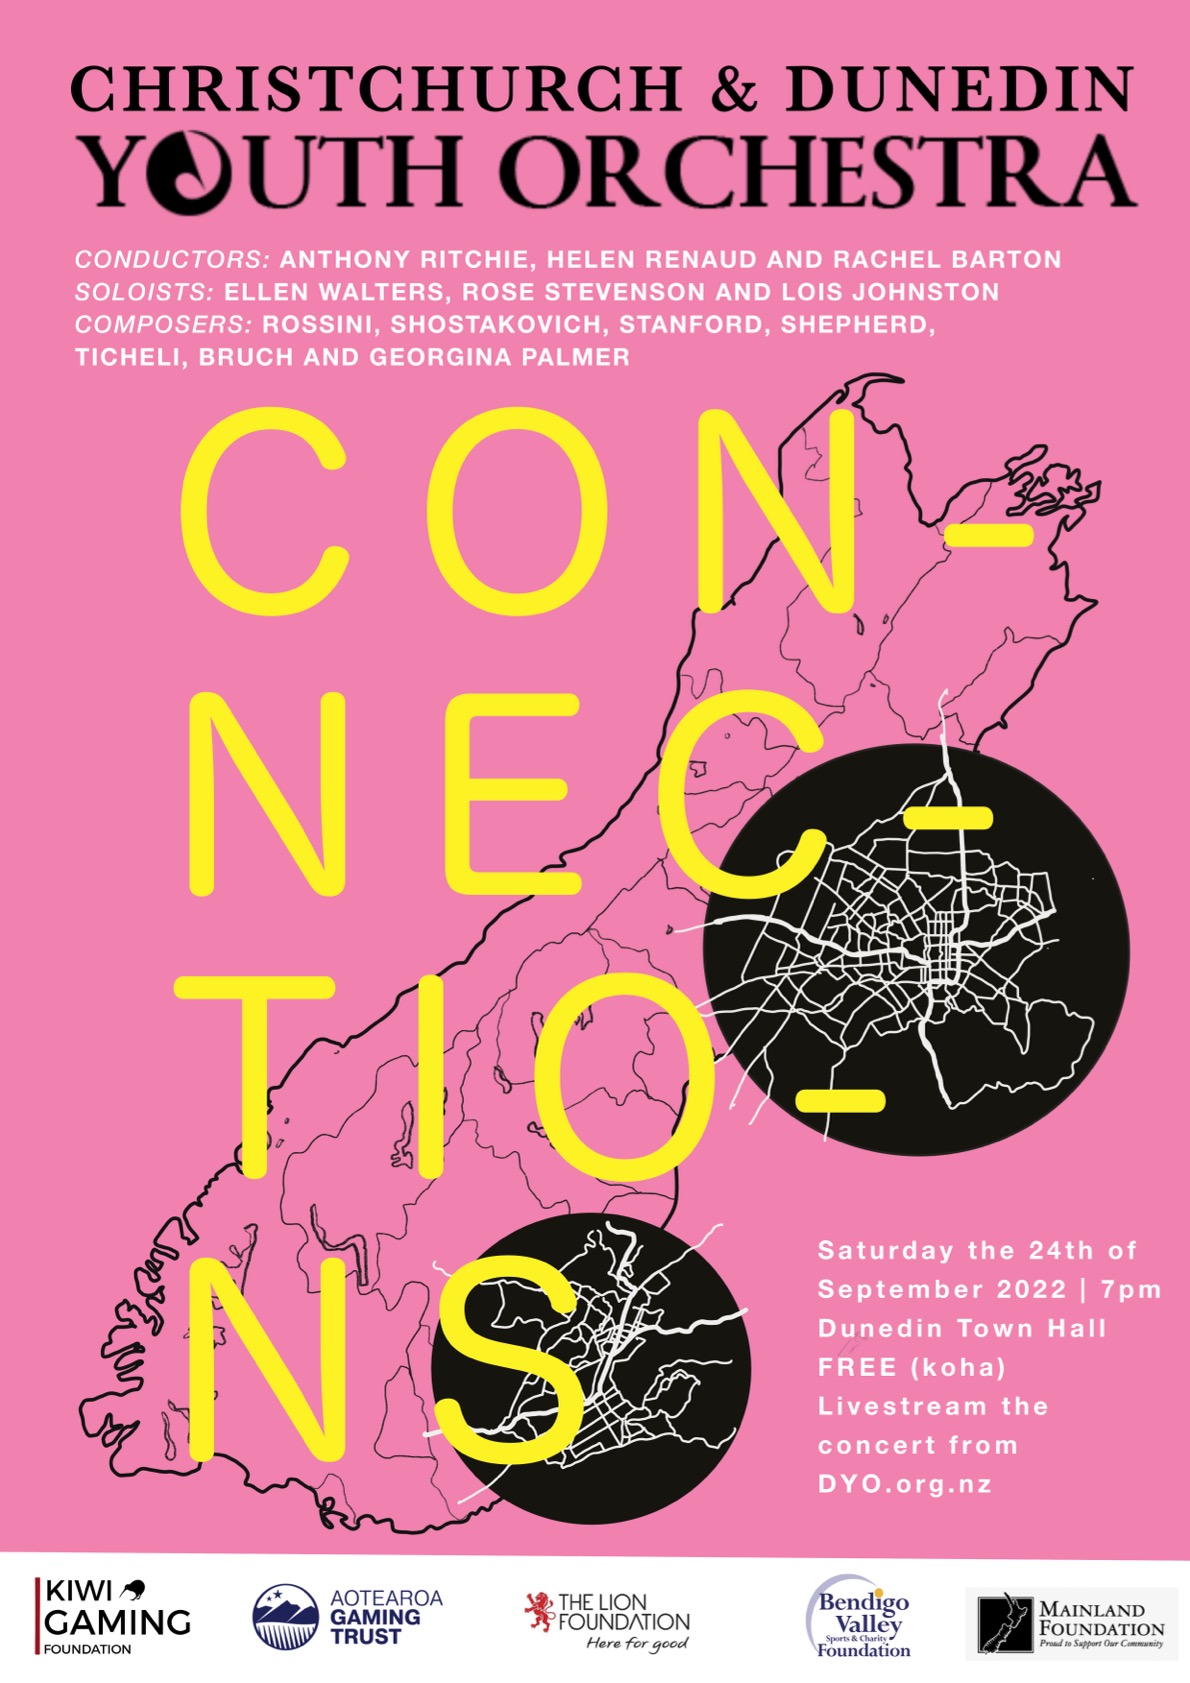 CHRISTCHURCH & DUNEDIN
YOUTH ORCHESTRA
CONDUCTORS: ANTHONY RITCHIE, HELEN RENAUD AND RACHEL BARTON
SOLOISTS: ELLEN WALTERS, ROSE STEVENSON AND LOIS JOHNSTON
COMPOSERS: ROSSINI, SHOSTAKOVICH, STANFORD, SHEPHERD,
TICHELI, BRUCH AND GEORGINA PALMER
CON-
NEC-
TIO-
NS
Saturday the 24th of
September 2022 | 7pm
Dunedin Town Hall
FREE (koha)
Livestream the
concert from
DYO.org.nz
KIWI
GAMING
FOUNDATION
AOTEAROA
GAMING
TRUST
THE LION
FOUNDATION
Here for good
Bendigo
Valley
Sports & Charity
Foundation
MAINLAND
FOUNDATION
Proud to Support Our Community